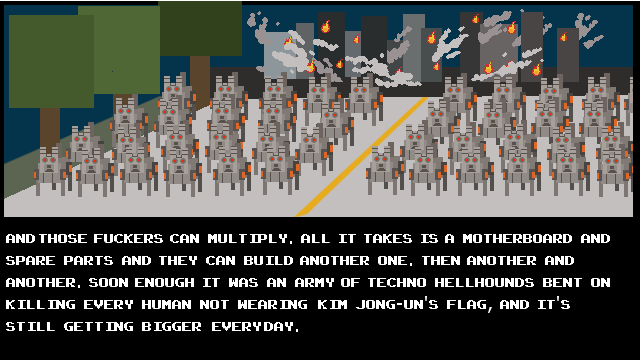 AND THOSE FUCKERS CAN MULTIPLY. ALL IT TAKES IS A MOTHERBOARD AND
SPARE PARTS AND THEY CAN BUILD ANOTHER ONE. THEN ANOTHER AND
ANOTHER. SOON ENOUGH IT WAS AN ARMY OF TECHNO HELLHOUNDS BENT ON
KILLING EVERY HUMAN NOT WEARING KIM JONG-UN'S FLAG, AND IT'S
STILL GETTING BIGGER EVERYDAY.